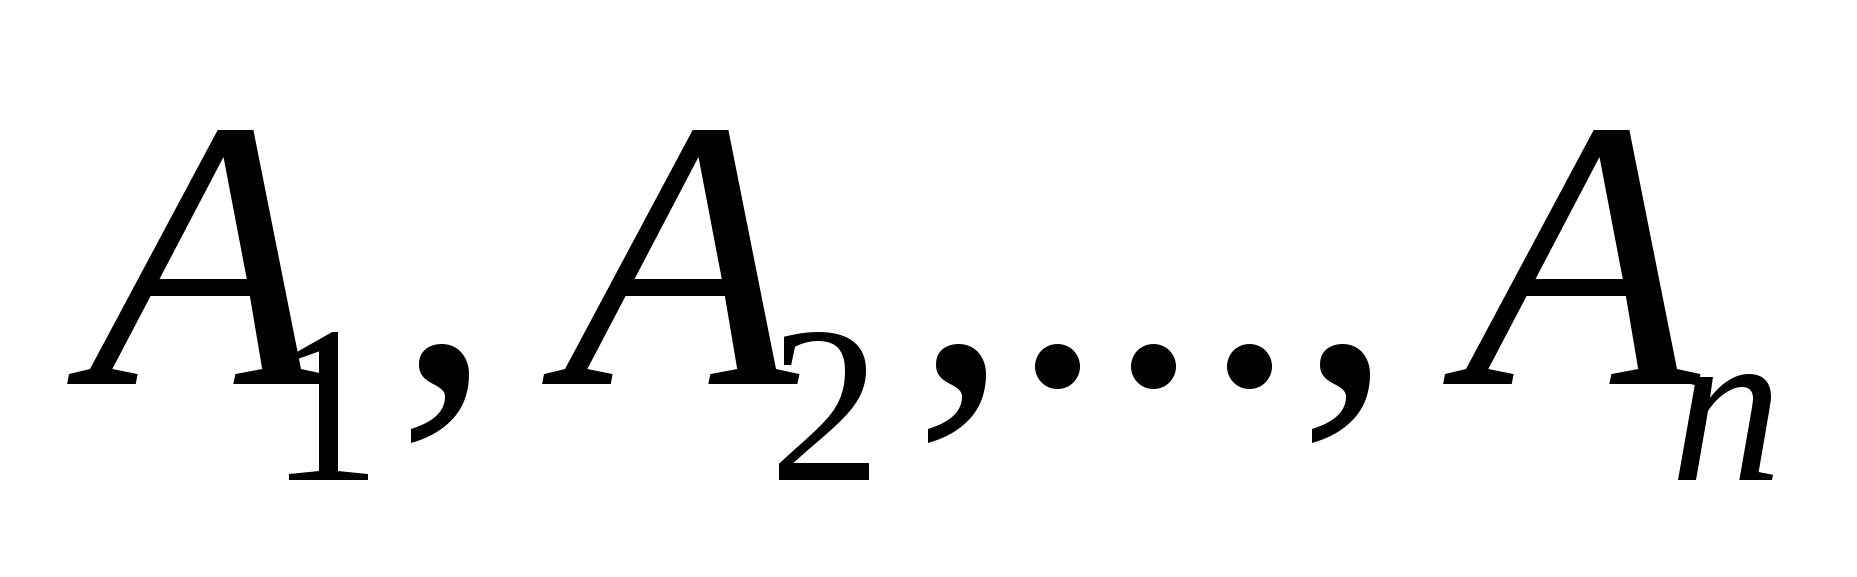 A₁, A₂,..., Aₙ